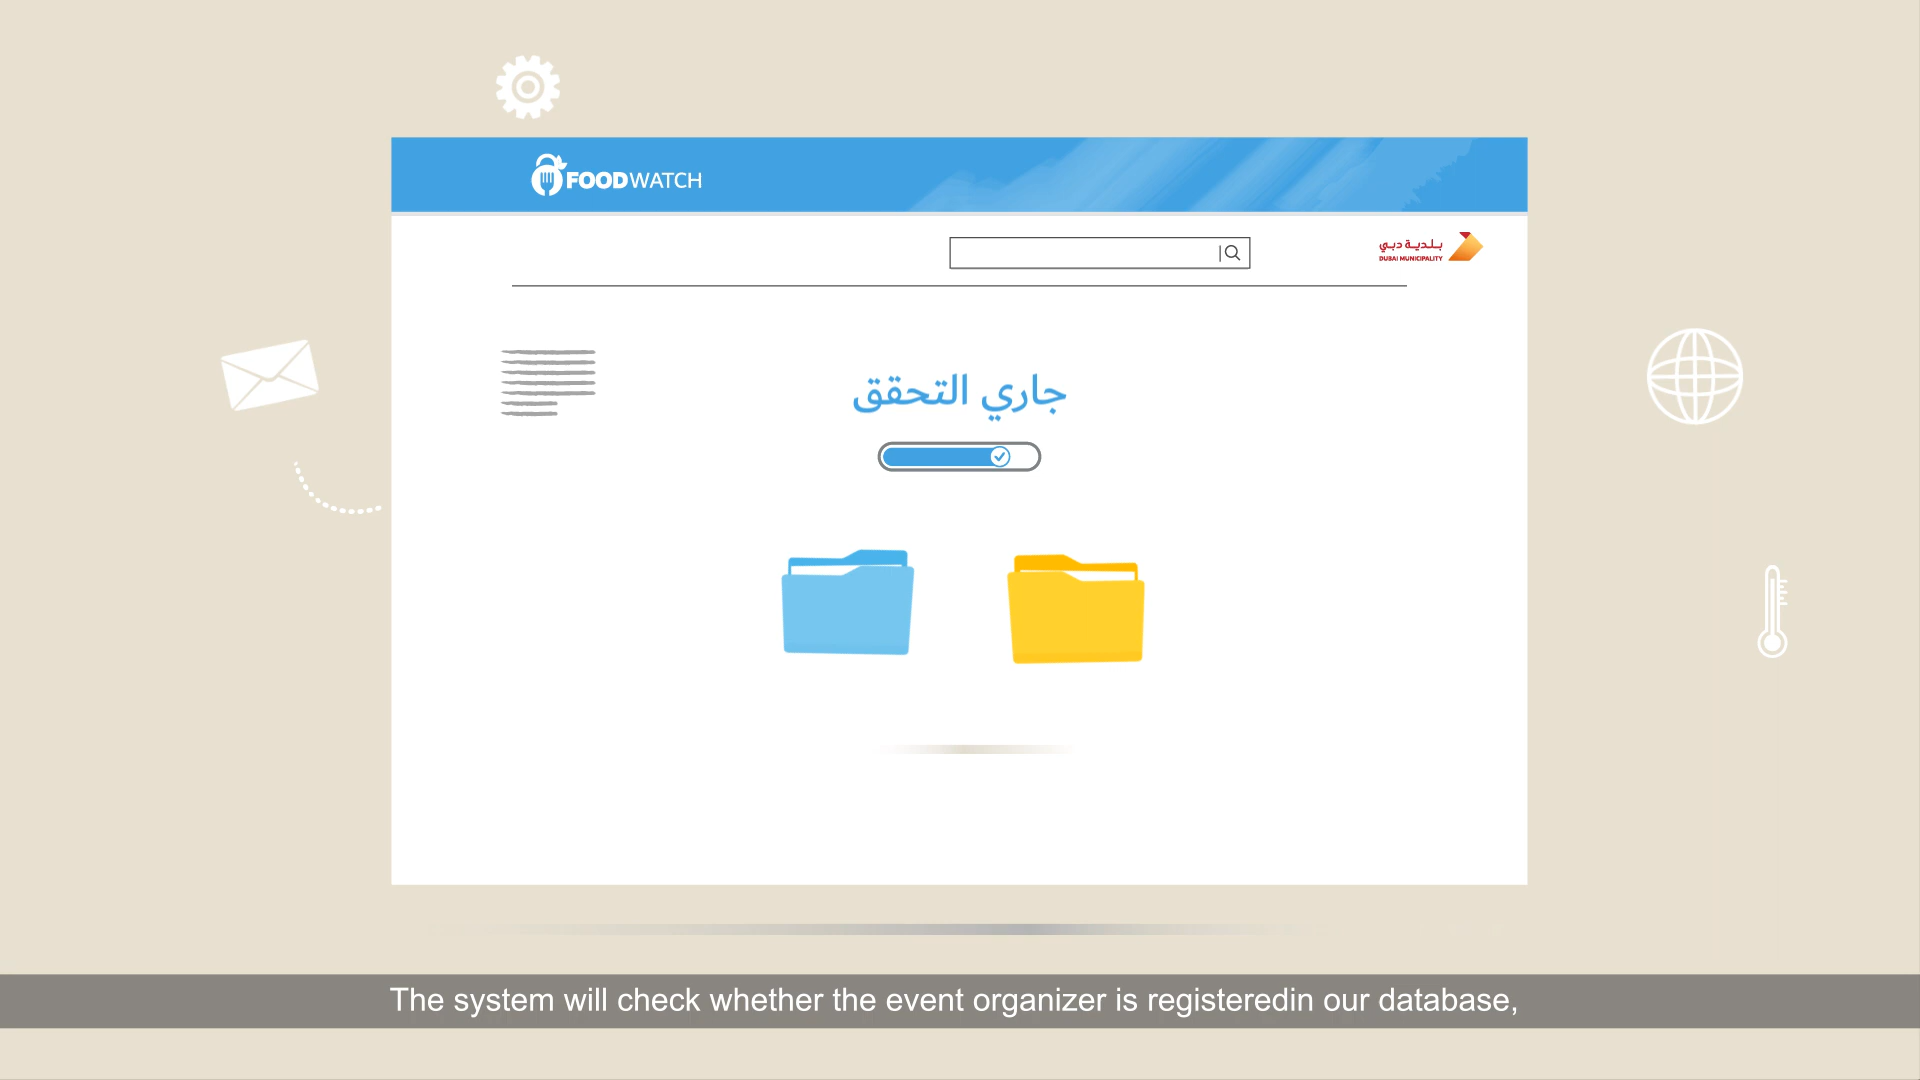 FOODWATCH
بلدية دبي
DUBAI MUNICIPALITY
جاري التحقق
The system will check whether the event organizer is registeredin our database,